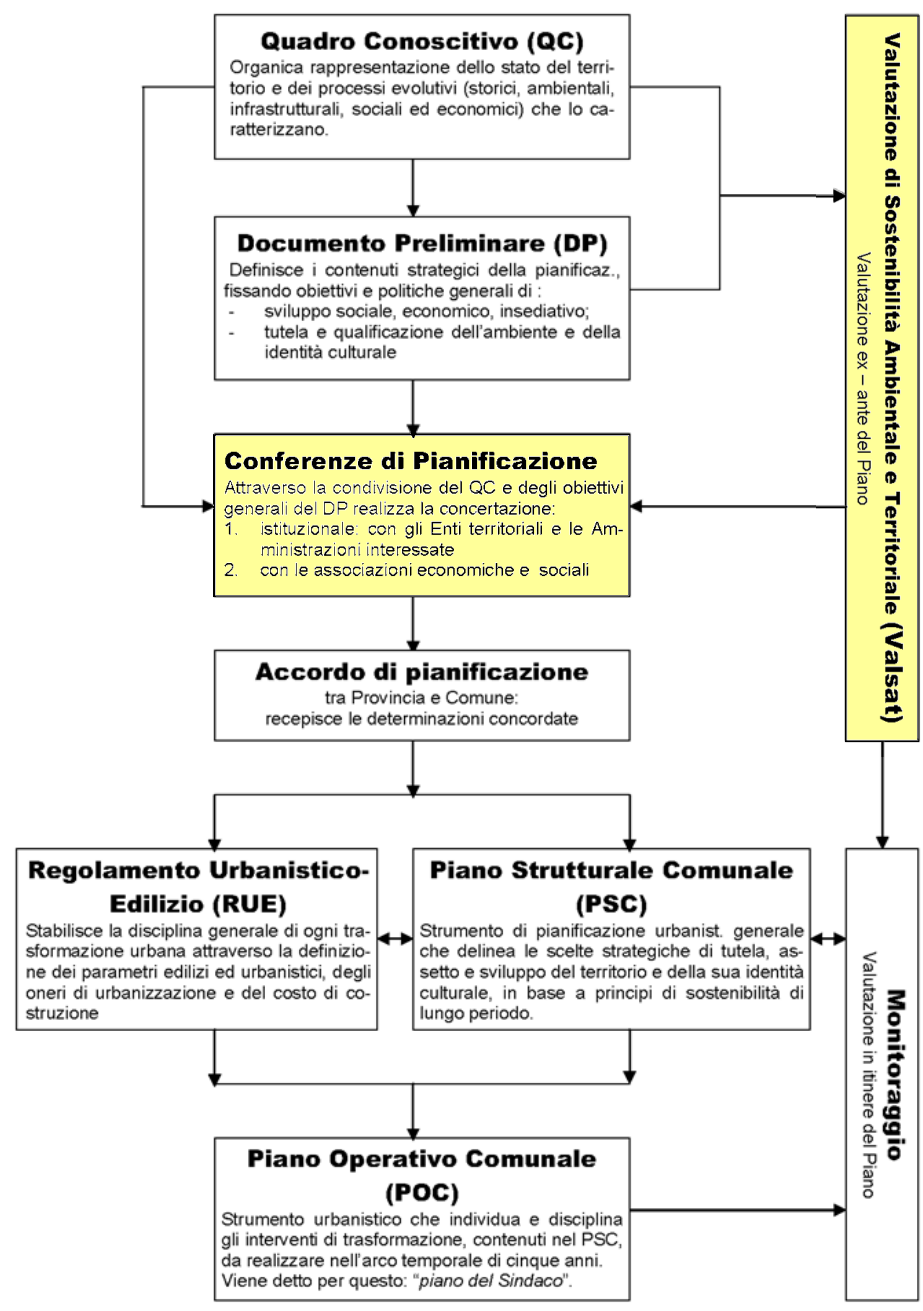 Quadro Conoscitivo (QC)
Organica rappresentazione dello stato del terri-
torio e dei processi evolutivi (storici, ambientali,
infrastrutturali, sociali ed economici) che lo ca-
ratterizzano.
Documento Preliminare (DP)
Definisce i contenuti strategici della pianificaz.,
fissando obiettivi e politiche generali di :
- sviluppo sociale, economico, insediativo;
- tutela e qualificazione dell'ambiente e della
identità culturale
Conferenze di Pianificazione
Attraverso la condivisione del QC e degli obiettivi
generali del DP realizza la concertazione:
1. istituzionale: con gli Enti territoriali e le Am-
ministrazioni interessate
2. con le associazioni economiche e sociali
Valutazione di Sostenibilità Ambientale e Territoriale (Valsat)
Valutazione ex – ante del Piano
Accordo di pianificazione
tra Provincia e Comune:
recepisce le determinazioni concordate
Regolamento Urbanistico-
Edilizio (RUE)
Stabilisce la disciplina generale di ogni tra-
sformazione urbana attraverso la definizio-
ne dei parametri edilizi ed urbanistici, degli
oneri di urbanizzazione e del costo di co-
struzione
Piano Strutturale Comunale
(PSC)
Strumento di pianificazione urbanist. generale
che delinea le scelte strategiche di tutela, as-
setto e sviluppo del territorio e della sua identità
culturale, in base a principi di sostenibilità di
lungo periodo.
Monitoraggio
Valutazione in itinere del Piano
Piano Operativo Comunale
(POC)
Strumento urbanistico che individua e disciplina
gli interventi di trasformazione, contenuti nel PSC,
da realizzare nell'arco temporale di cinque anni.
Viene detto per questo: "piano del Sindaco".